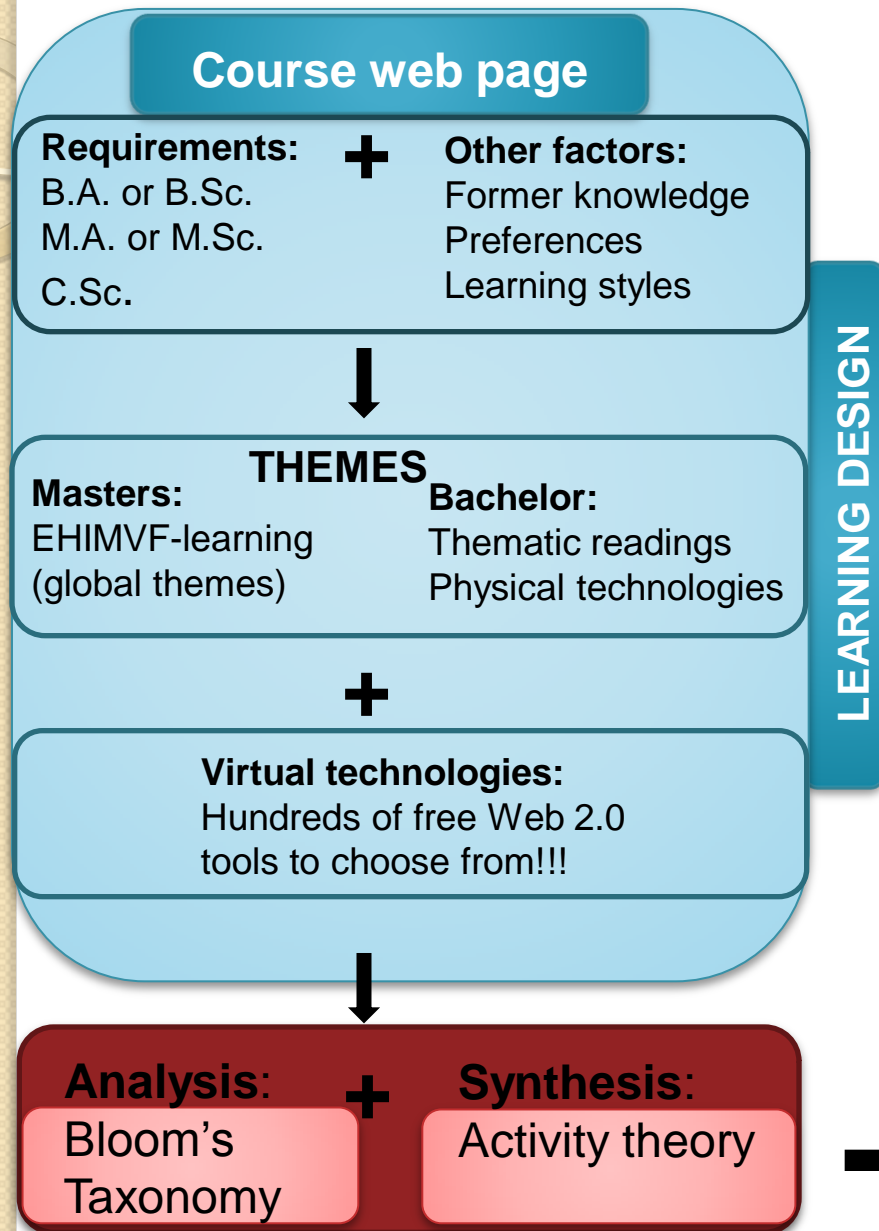 Course web page
Requirements:
B.A. or B.Sc.
M.A. or M.Sc.
C.Sc.
+
Other factors:
Former knowledge
Preferences
Learning styles
LEARNING DESIGN
THEMES
Masters:
EHIMVF-learning
(global themes)
Bachelor:
Thematic readings
Physical technologies
+
Virtual technologies:
Hundreds of free Web 2.0
tools to choose from!!!
Analysis:
Bloom’s
Taxonomy
+
Synthesis:
Activity theory